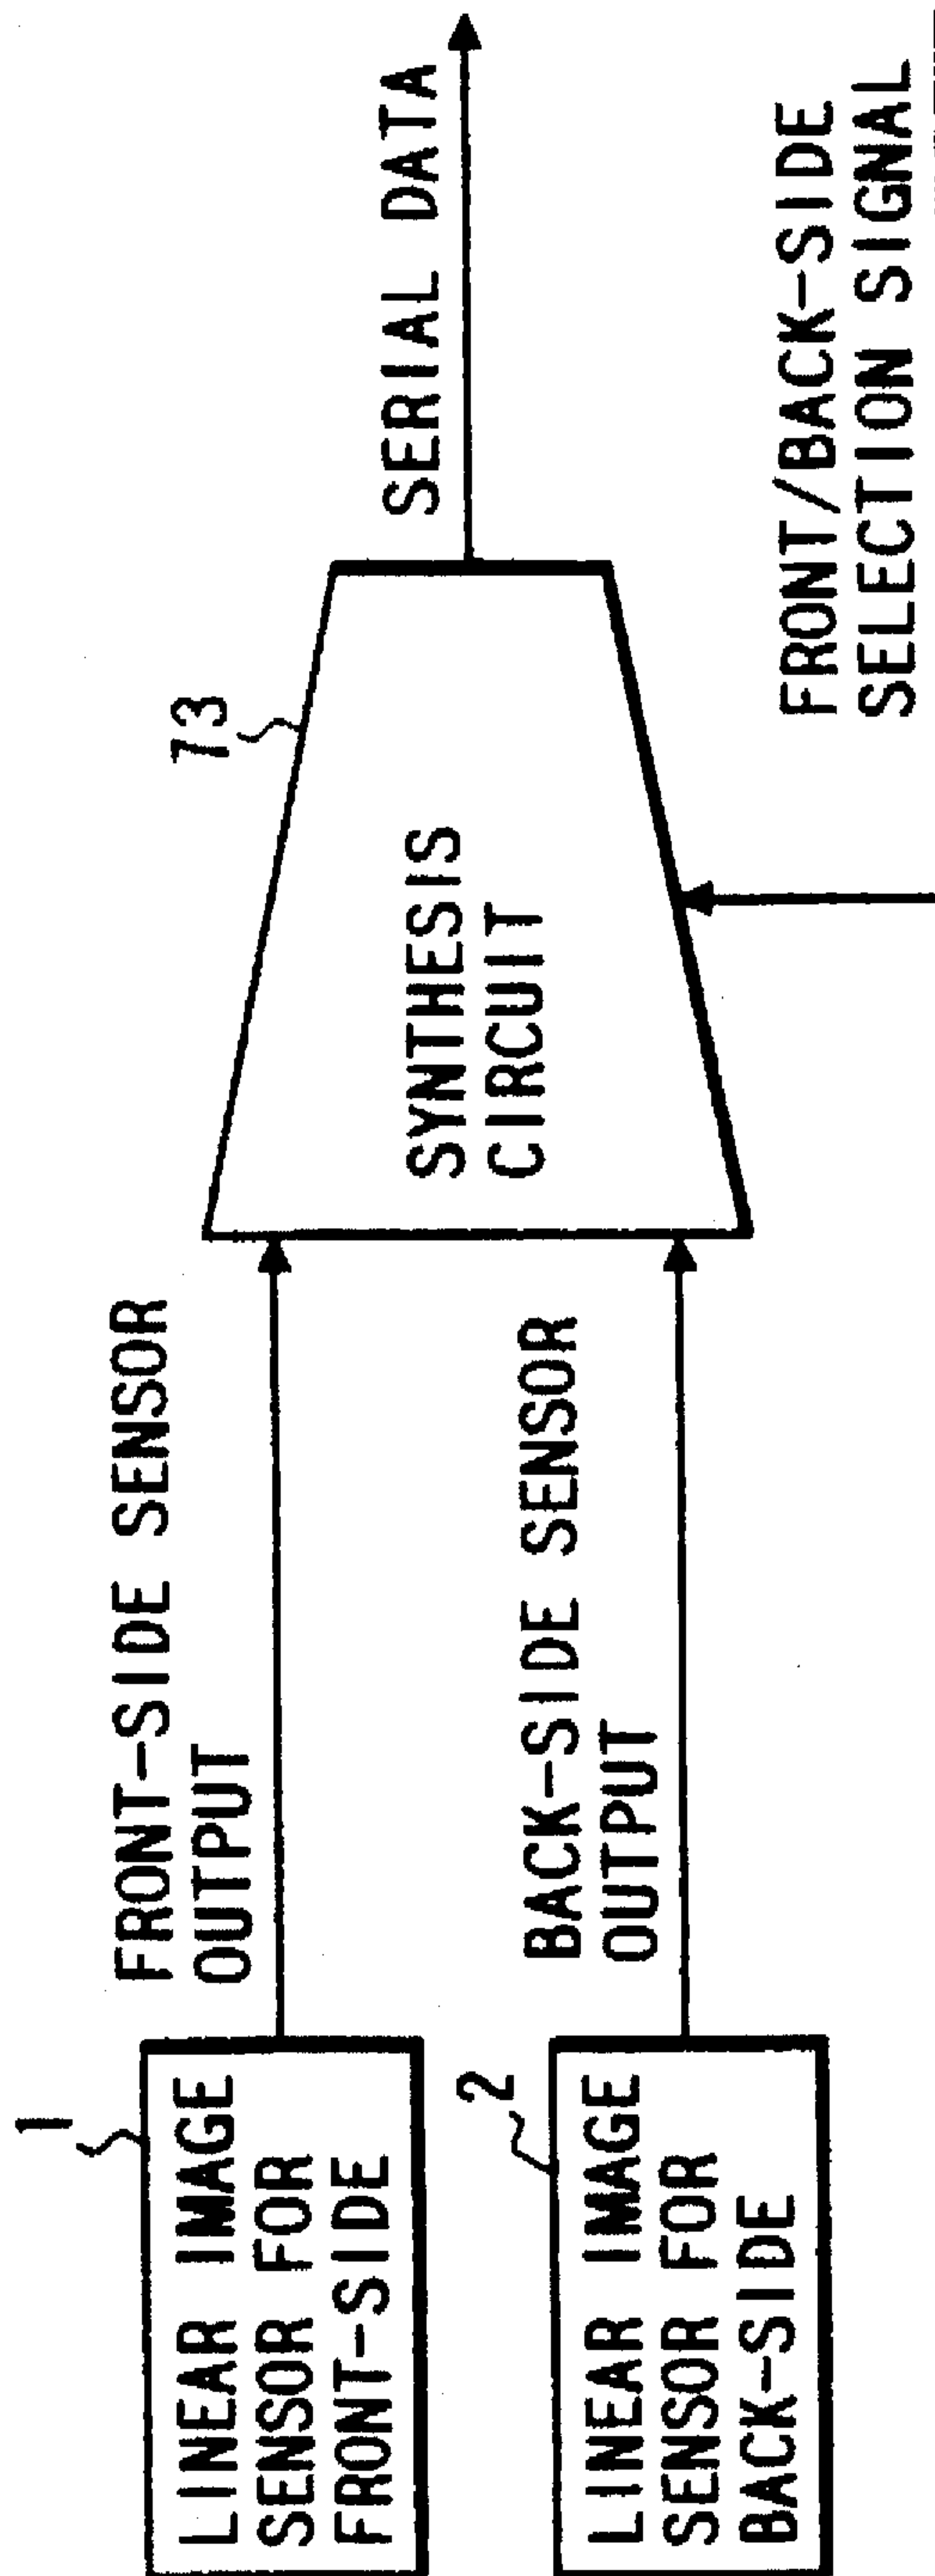 1
LINEAR IMAGE
SENSOR FOR
FRONT-SIDE
FRONT-SIDE SENSOR
OUTPUT
2
LINEAR IMAGE
SENSOR FOR
BACK-SIDE
BACK-SIDE SENSOR
OUTPUT
73
SYNTHESIS
CIRCUIT
SERIAL DATA
FRONT/BACK-SIDE
SELECTION SIGNAL